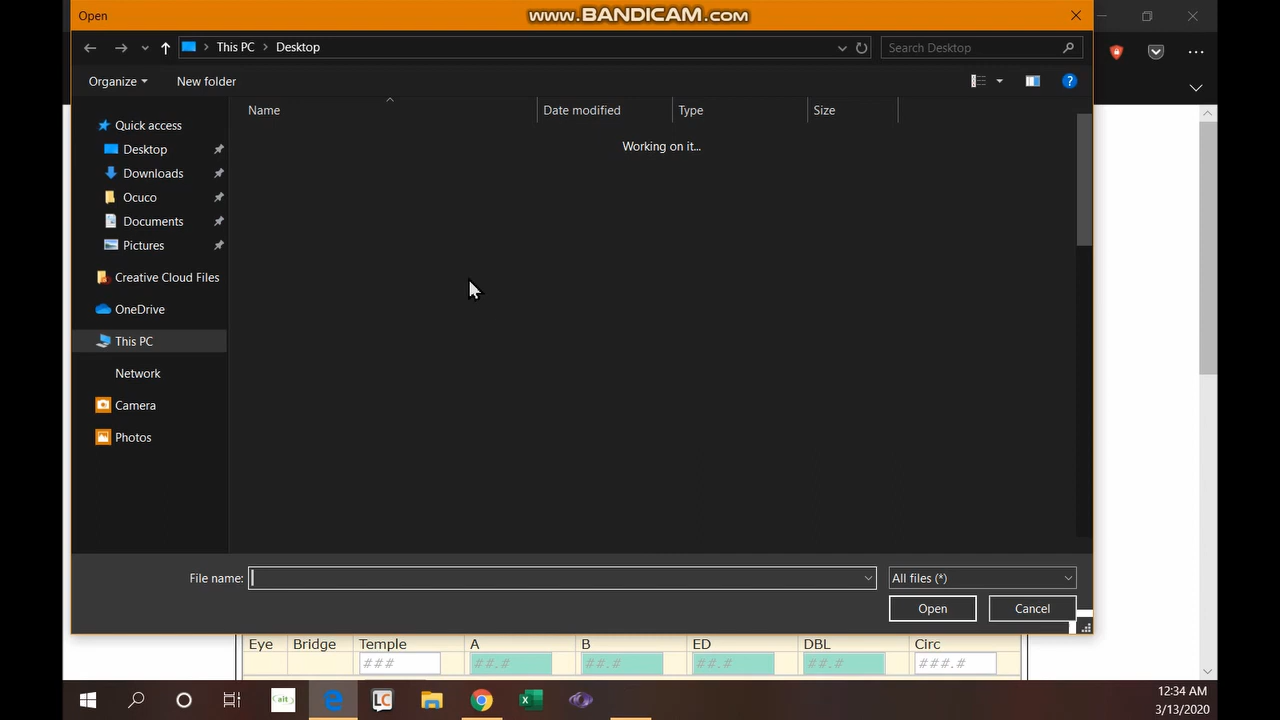 Open
www.BANDICAM.com
This PC
Desktop
Search Desktop
Organize
New folder
Name
Date modified
Type
Size
Working on it...
Quick access
Desktop
Downloads
Ocuco
Documents
Pictures
Creative Cloud Files
OneDrive
This PC
Network
Camera
Photos
File name:
All files (*)
Open
Cancel
Eye Bridge Temple A B ED DBL Circ
### ##.# ##.# ##.# ##.# ###.#
calt
LC
12:34 AM
3/13/2020